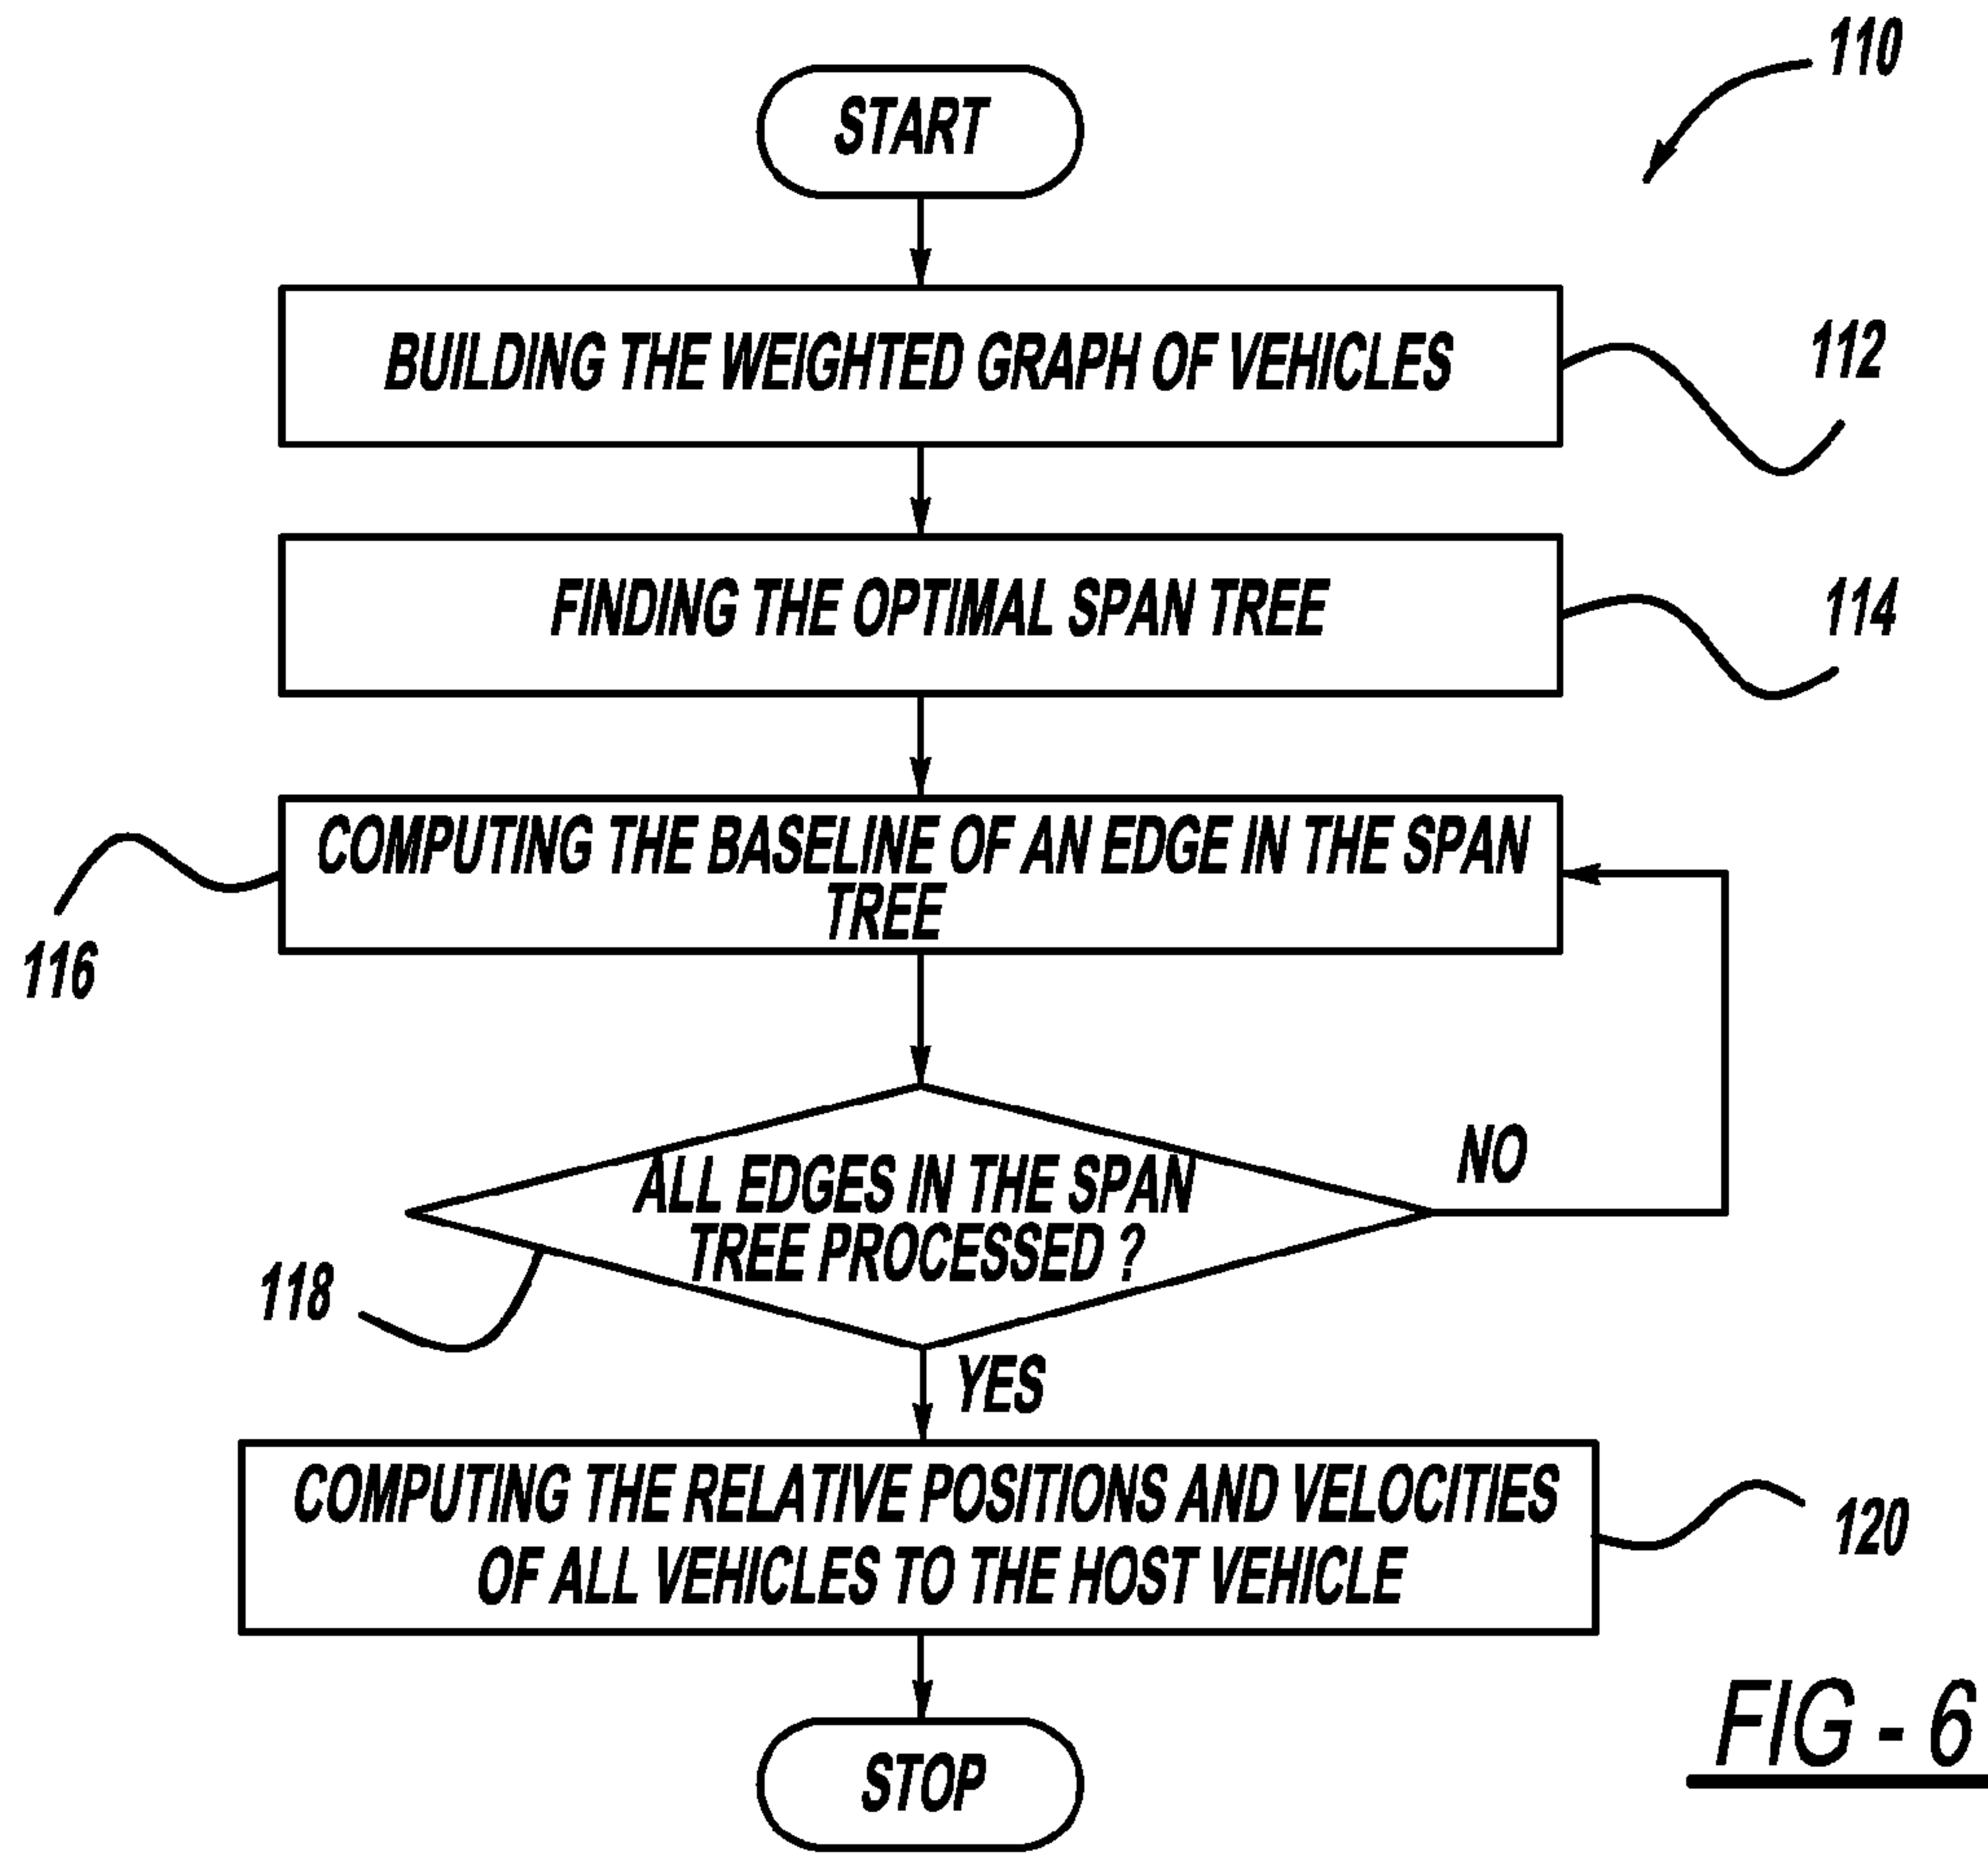 110
START
BUILDING THE WEIGHTED GRAPH OF VEHICLES
112
FINDING THE OPTIMAL SPAN TREE
114
COMPUTING THE BASELINE OF AN EDGE IN THE SPAN
TREE
116
ALL EDGES IN THE SPAN
TREE PROCESSED ?
NO
118
YES
COMPUTING THE RELATIVE POSITIONS AND VELOCITIES
OF ALL VEHICLES TO THE HOST VEHICLE
120
STOP
FIG - 6